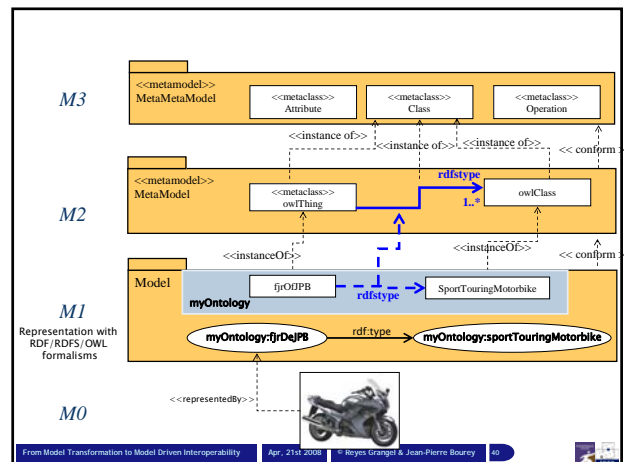 M3
<<metamodel>>
MetaMetaModel
<<metaclass>>
Attribute
<<metaclass>>
Class
<<metaclass>>
Operation
<<instance of>>
<<instance of>>
<<instance of>>
<< conform >
M2
<<metamodel>>
MetaModel
<<metaclass>>
owlThing
rdfstype
1..*
owlClass
<<instanceOf>>
<<instanceOf>>
<< conform >
M1
Representation with
RDF/RDFS/OWL
formalisms
Model
fjrOfJPB
rdfstype
SportTouringMotorbike
myOntology
myOntology:fjrDeJPB
rdf:type
myOntology:sportTouringMotorbike
M0
<<representedBy>>
From Model Transformation to Model Driven Interoperability
Apr, 21st 2008
© Reyes Grangel & Jean-Pierre Bourey
40